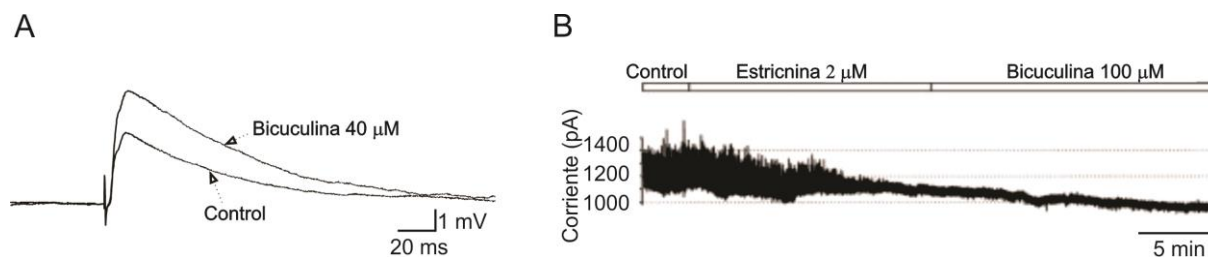 A
Bicuculina 40 μM
Control
1 mV
20 ms
B
Control
Estricnina 2 μM
Bicuculina 100 μM
Corriente (pA)
1400
1200
1000
5 min